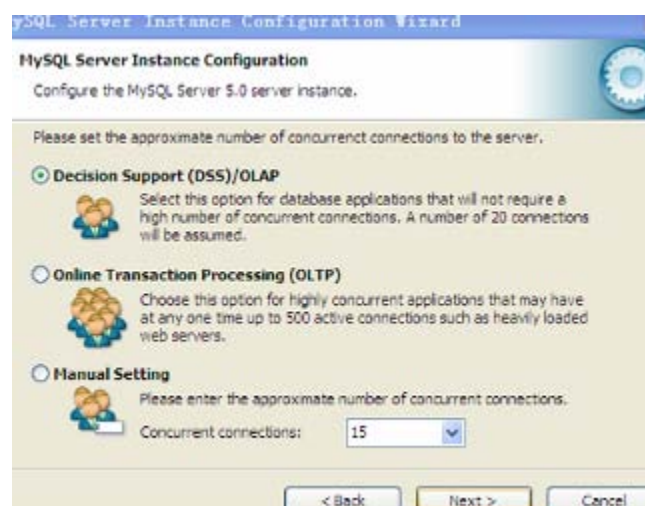 ySQL Server Instance Configuration Wizard
MySQL Server Instance Configuration
Configure the MySQL Server 5.0 server instance.
Please set the approximate number of concurrenct connections to the server.
Decision Support (DSS)/OLAP
Select this option for database applications that will not require a
high number of concurrent connections. A number of 20 connections
will be assumed.
Online Transaction Processing (OLTP)
Choose this option for highly concurrent applications that may have
at any one time up to 500 active connections such as heavily loaded
web servers.
Manual Setting
Please enter the approximate number of concurrent connections.
Concurrent connections: 15
< Back Next > Cancel